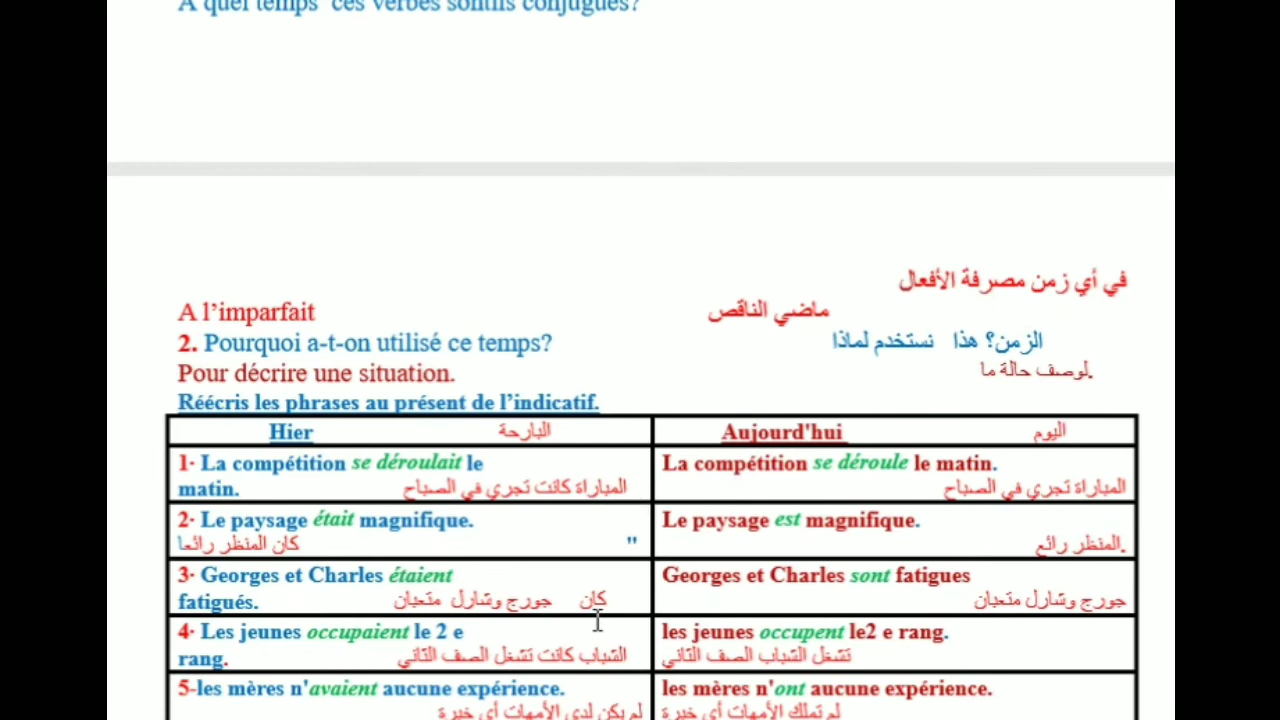 A quel temps ces verbes sontils conjugués?
في أي زمن مصرفة الأفعال
A l’imparfait ماضي الناقص
2. Pourquoi a-t-on utilisé ce temps? الزمن؟ هذا نستخدم لماذا
Pour décrire une situation. لوصف حالة ما.
Réécris les phrases au présent de l’indicatif.
Hier البارحة
Aujourd'hui اليوم
1- La compétition se déroulait le
matin. المباراة كانت تجري في الصباح
La compétition se déroule le matin.
المباراة تجري في الصباح
2- Le paysage était magnifique.
كان المنظر رائعا "
Le paysage est magnifique.
المنظر رائع.
3- Georges et Charles étaient
fatigués. كان جورج وشارل متعبان
Georges et Charles sont fatigues
جورج وشارل متعبان
4- Les jeunes occupaient le 2 e
rang. الشباب كانت تشغل الصف الثاني
les jeunes occupent le2 e rang.
تشغل الشباب الصف الثاني
5-les mères n'avaient aucune expérience.
لم يكن لدى الأمهات أي خبرة
les mères n'ont aucune expérience.
لم تملك الأمهات أي خبرة